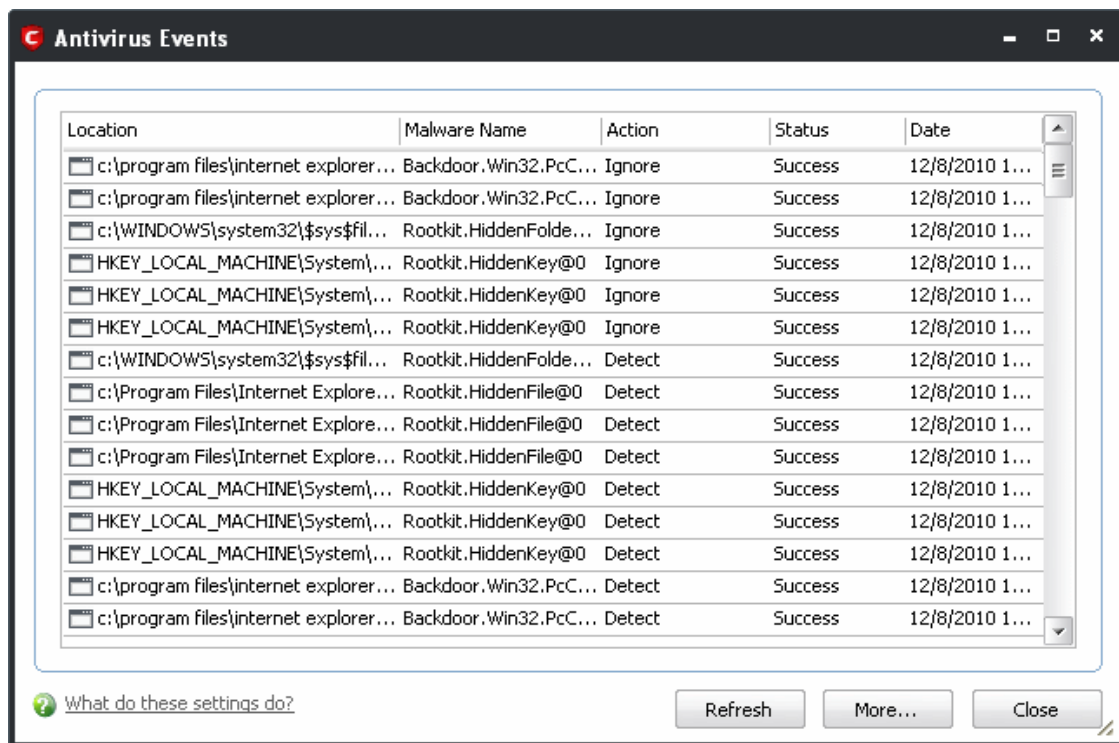 Antivirus Events
Location Malware Name Action Status Date
c:\program files\internet explorer... Backdoor.Win32.PcC... Ignore Success 12/8/2010 1...
c:\program files\internet explorer... Backdoor.Win32.PcC... Ignore Success 12/8/2010 1...
c:\WINDOWS\system32\$sys$fil... Rootkit.HiddenFolde... Ignore Success 12/8/2010 1...
HKEY_LOCAL_MACHINE\System\... Rootkit.HiddenKey@0 Ignore Success 12/8/2010 1...
HKEY_LOCAL_MACHINE\System\... Rootkit.HiddenKey@0 Ignore Success 12/8/2010 1...
HKEY_LOCAL_MACHINE\System\... Rootkit.HiddenKey@0 Ignore Success 12/8/2010 1...
c:\WINDOWS\system32\$sys$fil... Rootkit.HiddenFolde... Detect Success 12/8/2010 1...
c:\Program Files\Internet Explore... Rootkit.HiddenFile@0 Detect Success 12/8/2010 1...
c:\Program Files\Internet Explore... Rootkit.HiddenFile@0 Detect Success 12/8/2010 1...
c:\Program Files\Internet Explore... Rootkit.HiddenFile@0 Detect Success 12/8/2010 1...
HKEY_LOCAL_MACHINE\System\... Rootkit.HiddenKey@0 Detect Success 12/8/2010 1...
HKEY_LOCAL_MACHINE\System\... Rootkit.HiddenKey@0 Detect Success 12/8/2010 1...
HKEY_LOCAL_MACHINE\System\... Rootkit.HiddenKey@0 Detect Success 12/8/2010 1...
c:\program files\internet explorer... Backdoor.Win32.PcC... Detect Success 12/8/2010 1...
c:\program files\internet explorer... Backdoor.Win32.PcC... Detect Success 12/8/2010 1...
What do these settings do? Refresh More... Close